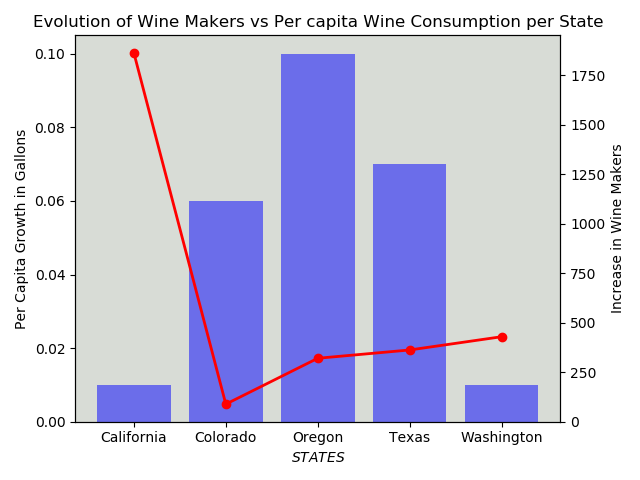 Evolution of Wine Makers vs Per capita Wine Consumption per State
Per Capita Growth in Gallons
0.10
0.08
0.06
0.04
0.02
0.00
1750
1500
1250
1000
750
500
250
0
Increase in Wine Makers
California Colorado Oregon Texas Washington
STATES